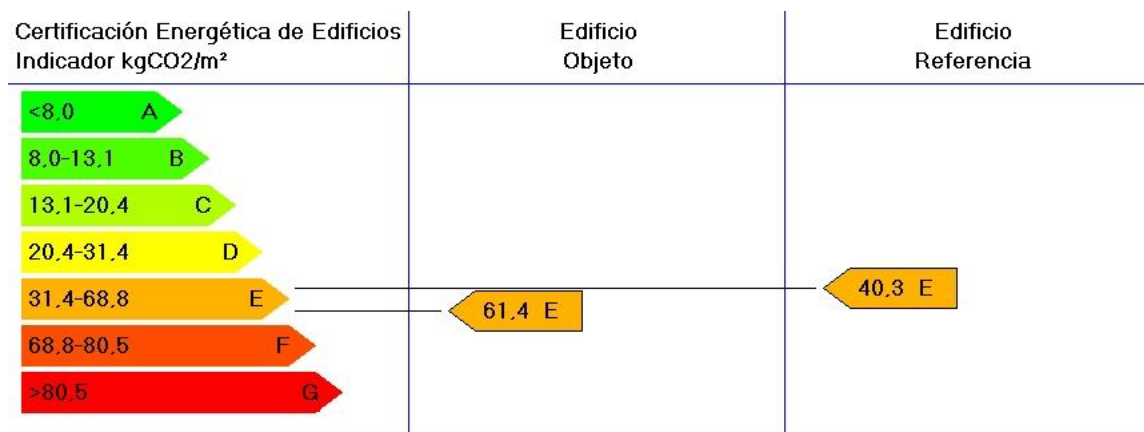 Certificación Energética de Edificios
Indicador kgCO2/m²
Edificio
Objeto
Edificio
Referencia
<8,0 A
8,0-13,1 B
13,1-20,4 C
20,4-31,4 D
31,4-68,8 E
61,4 E
40,3 E
68,8-80,5 F
>80,5 G